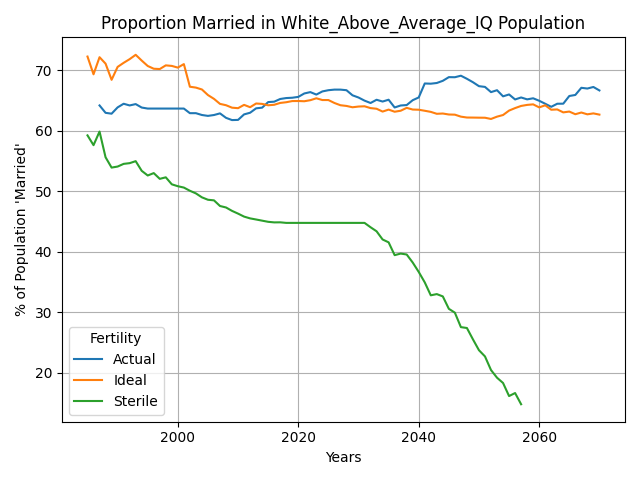 Proportion Married in White_Above_Average_IQ Population
% of Population 'Married'
70
60
50
40
30
20
Fertility
Actual
Ideal
Sterile
2000
2020
2040
2060
Years